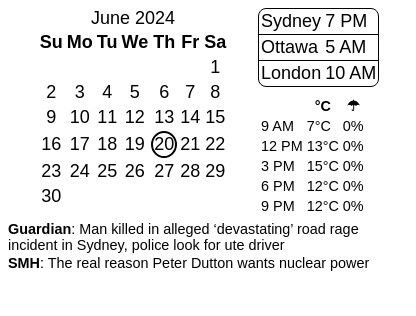 June 2024
Su Mo Tu We Th Fr Sa
1
2 3 4 5 6 7 8
9 10 11 12 13 14 15
16 17 18 19 20 21 22
23 24 25 26 27 28 29
30
Sydney 7 PM
Ottawa 5 AM
London 10 AM
°C ☂
9 AM 7°C 0%
12 PM 13°C 0%
3 PM 15°C 0%
6 PM 12°C 0%
9 PM 12°C 0%
Guardian: Man killed in alleged ‘devastating’ road rage
incident in Sydney, police look for ute driver
SMH: The real reason Peter Dutton wants nuclear power